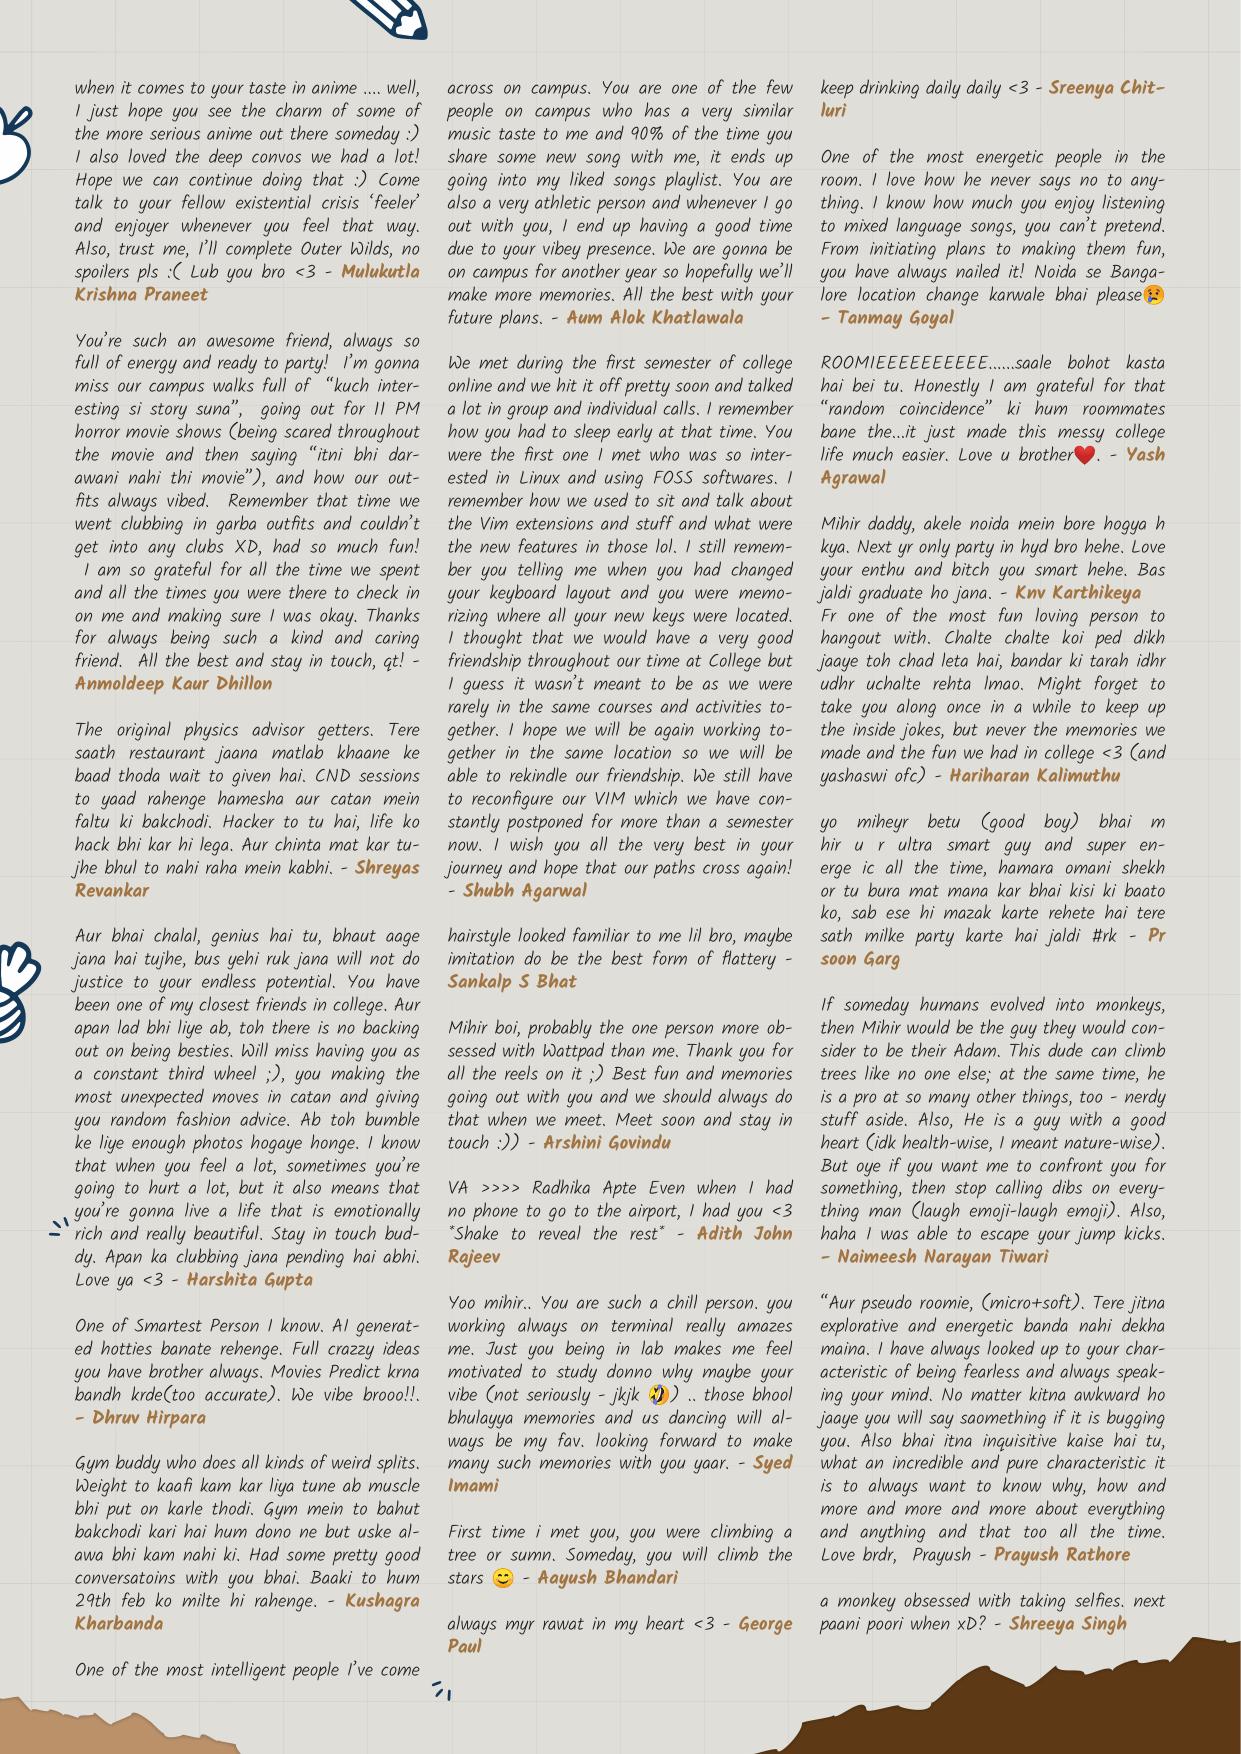 when it comes to your taste in anime .... well,
I just hope you see the charm of some of
the more serious anime out there someday :)
I also loved the deep convos we had a lot!
Hope we can continue doing that :) Come
talk to your fellow existential crisis ‘feeler’
and enjoyer whenever you feel that way.
Also, trust me, I’ll complete Outer Wilds, no
spoilers pls :( Lub you bro <3 - Mulukutla
Krishna Praneet
You’re such an awesome friend, always so
full of energy and ready to party! I’m gonna
miss our campus walks full of “kuch inter-
esting si story suna”, going out for 11 PM
horror movie shows (being scared throughout
the movie and then saying “itni bhi dar-
awani nahi thi movie”), and how our out-
fits always vibed. Remember that time we
went clubbing in garba outfits and couldn’t
get into any clubs XD, had so much fun!
I am so grateful for all the time we spent
and all the times you were there to check in
on me and making sure I was okay. Thanks
for always being such a kind and caring
friend. All the best and stay in touch, qt! -
Anmoldeep Kaur Dhillon
The original physics advisor getters. Tere
saath restaurant jaana matlab khaane ke
baad thoda wait to given hai. CND sessions
to yaad rahenge hamesha aur catan mein
faltu ki bakchodi. Hacker to tu hai, life ko
hack bhi kar hi lega. Aur chinta mat kar tu-
jhe bhul to nahi raha mein kabhi. - Shreyas
Revankar
Aur bhai chalal, genius hai tu, bhaut aage
jana hai tujhe, bus yehi ruk jana will not do
justice to your endless potential. You have
been one of my closest friends in college. Aur
apan lad bhi liye ab, toh there is no backing
out on being besties. Will miss having you as
a constant third wheel ;), you making the
most unexpected moves in catan and giving
you random fashion advice. Ab toh bumble
ke liye enough photos hogaye honge. I know
that when you feel a lot, sometimes you’re
going to hurt a lot, but it also means that
you’re gonna live a life that is emotionally
rich and really beautiful. Stay in touch bud-
dy. Apan ka clubbing jana pending hai abhi.
Love ya <3 - Harshita Gupta
One of Smartest Person I know. AI generat-
ed hotties banate rehenge. Full crazzy ideas
you have brother always. Movies Predict krna
bandh krde(too accurate). We vibe brooo!!.
- Dhruv Hirpara
Gym buddy who does all kinds of weird splits.
Weight to kaafi kam kar liya tune ab muscle
bhi put on karle thodi. Gym mein to bahut
bakchodi kari hai hum dono ne but uske al-
awa bhi kam nahi ki. Had some pretty good
conversatoins with you bhai. Baaki to hum
29th feb ko milte hi rahenge. - Kushagra
Kharbanda
One of the most intelligent people I’ve come
across on campus. You are one of the few
people on campus who has a very similar
music taste to me and 90% of the time you
share some new song with me, it ends up
going into my liked songs playlist. You are
also a very athletic person and whenever I go
out with you, I end up having a good time
due to your vibey presence. We are gonna be
on campus for another year so hopefully we’ll
make more memories. All the best with your
future plans. - Aum Alok Khatlawala
We met during the first semester of college
online and we hit it off pretty soon and talked
a lot in group and individual calls. I remember
how you had to sleep early at that time. You
were the first one I met who was so inter-
ested in Linux and using FOSS softwares. I
remember how we used to sit and talk about
the Vim extensions and stuff and what were
the new features in those lol. I still remem-
ber you telling me when you had changed
your keyboard layout and you were memo-
rizing where all your new keys were located.
I thought that we would have a very good
friendship throughout our time at College but
I guess it wasn’t meant to be as we were
rarely in the same courses and activities to-
gether. I hope we will be again working to-
gether in the same location so we will be
able to rekindle our friendship. We still have
to reconfigure our VIM which we have con-
stantly postponed for more than a semester
now. I wish you all the very best in your
journey and hope that our paths cross again!
- Shubh Agarwal
hairstyle looked familiar to me lil bro, maybe
imitation do be the best form of flattery -
Sankalp S Bhat
Mihir boi, probably the one person more ob-
sessed with Wattpad than me. Thank you for
all the reels on it ;) Best fun and memories
going out with you and we should always do
that when we meet. Meet soon and stay in
touch :)) - Arshini Govindu
VA >>>> Radhika Apte Even when I had
no phone to go to the airport, I had you <3
*Shake to reveal the rest* - Adith John
Rajeev
Yoo mihir.. You are such a chill person. you
working always on terminal really amazes
me. Just you being in lab makes me feel
motivated to study donno why maybe your
vibe (not seriously - jkjk 🤣) .. those bhool
bhulayya memories and us dancing will al-
ways be my fav. looking forward to make
many such memories with you yaar. - Syed
Imami
First time i met you, you were climbing a
tree or sumn. Someday, you will climb the
stars 😊 - Aayush Bhandari
always myr rawat in my heart <3 - George
Paul
keep drinking daily daily <3 - Sreenya Chit-
luri
One of the most energetic people in the
room. I love how he never says no to any-
thing. I know how much you enjoy listening
to mixed language songs, you can’t pretend.
From initiating plans to making them fun,
you have always nailed it! Noida se Banga-
lore location change karwale bhai please😢
- Tanmay Goyal
ROOMIEEEEEEEEEE......saale bohot kasta
hai bei tu. Honestly I am grateful for that
“random coincidence” ki hum roommates
bane the...it just made this messy college
life much easier. Love u brother♥️. - Yash
Agrawal
Mihir daddy, akele noida mein bore hogya h
kya. Next yr only party in hyd bro hehe. Love
your enthu and bitch you smart hehe. Bas
jaldi graduate ho jana. - Knv Karthikeya
Fr one of the most fun loving person to
hangout with. Chalte chalte koi ped dikh
jaaye toh chad leta hai, bandar ki tarah idhr
udhr uchalte rehta lmao. Might forget to
take you along once in a while to keep up
the inside jokes, but never the memories we
made and the fun we had in college <3 (and
yashaswi ofc) - Hariharan Kalimuthu
yo miheyr betu (good boy) bhai m
hir u r ultra smart guy and super en-
erge ic all the time, hamara omani shekh
or tu bura mat mana kar bhai kisi ki baato
ko, sab ese hi mazak karte rehete hai tere
sath milke party karte hai jaldi #rk - Pr
soon Garg
If someday humans evolved into monkeys,
then Mihir would be the guy they would con-
sider to be their Adam. This dude can climb
trees like no one else; at the same time, he
is a pro at so many other things, too - nerdy
stuff aside. Also, He is a guy with a good
heart (idk health-wise, I meant nature-wise).
But oye if you want me to confront you for
something, then stop calling dibs on every-
thing man (laugh emoji-laugh emoji). Also,
haha I was able to escape your jump kicks.
- Naimeesh Narayan Tiwari
“Aur pseudo roomie, (micro+soft). Tere jitna
explorative and energetic banda nahi dekha
maina. I have always looked up to your char-
acteristic of being fearless and always speak-
ing your mind. No matter kitna awkward ho
jaaye you will say saomething if it is bugging
you. Also bhai itna inquisitive kaise hai tu,
what an incredible and pure characteristic it
is to always want to know why, how and
more and more and more about everything
and anything and that too all the time.
Love brdr, Prayush - Prayush Rathore
a monkey obsessed with taking selfies. next
paani poori when xD? - Shreeya Singh